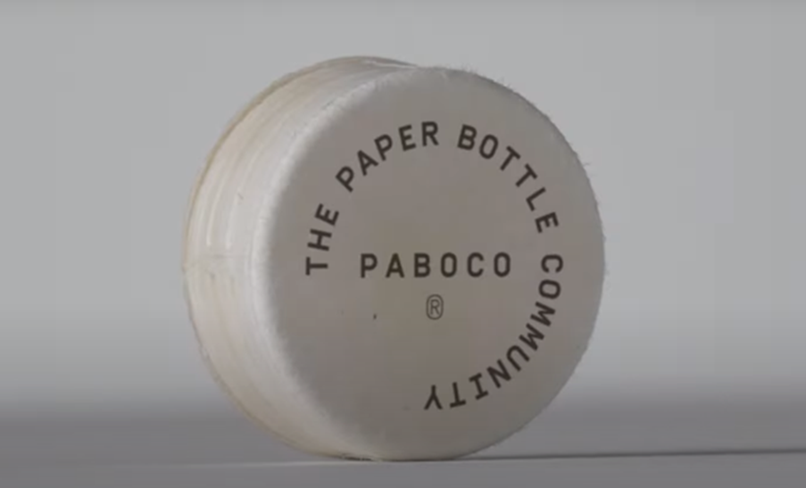 THE PAPER BOTTLE COMMUNITY
PABOCO
®